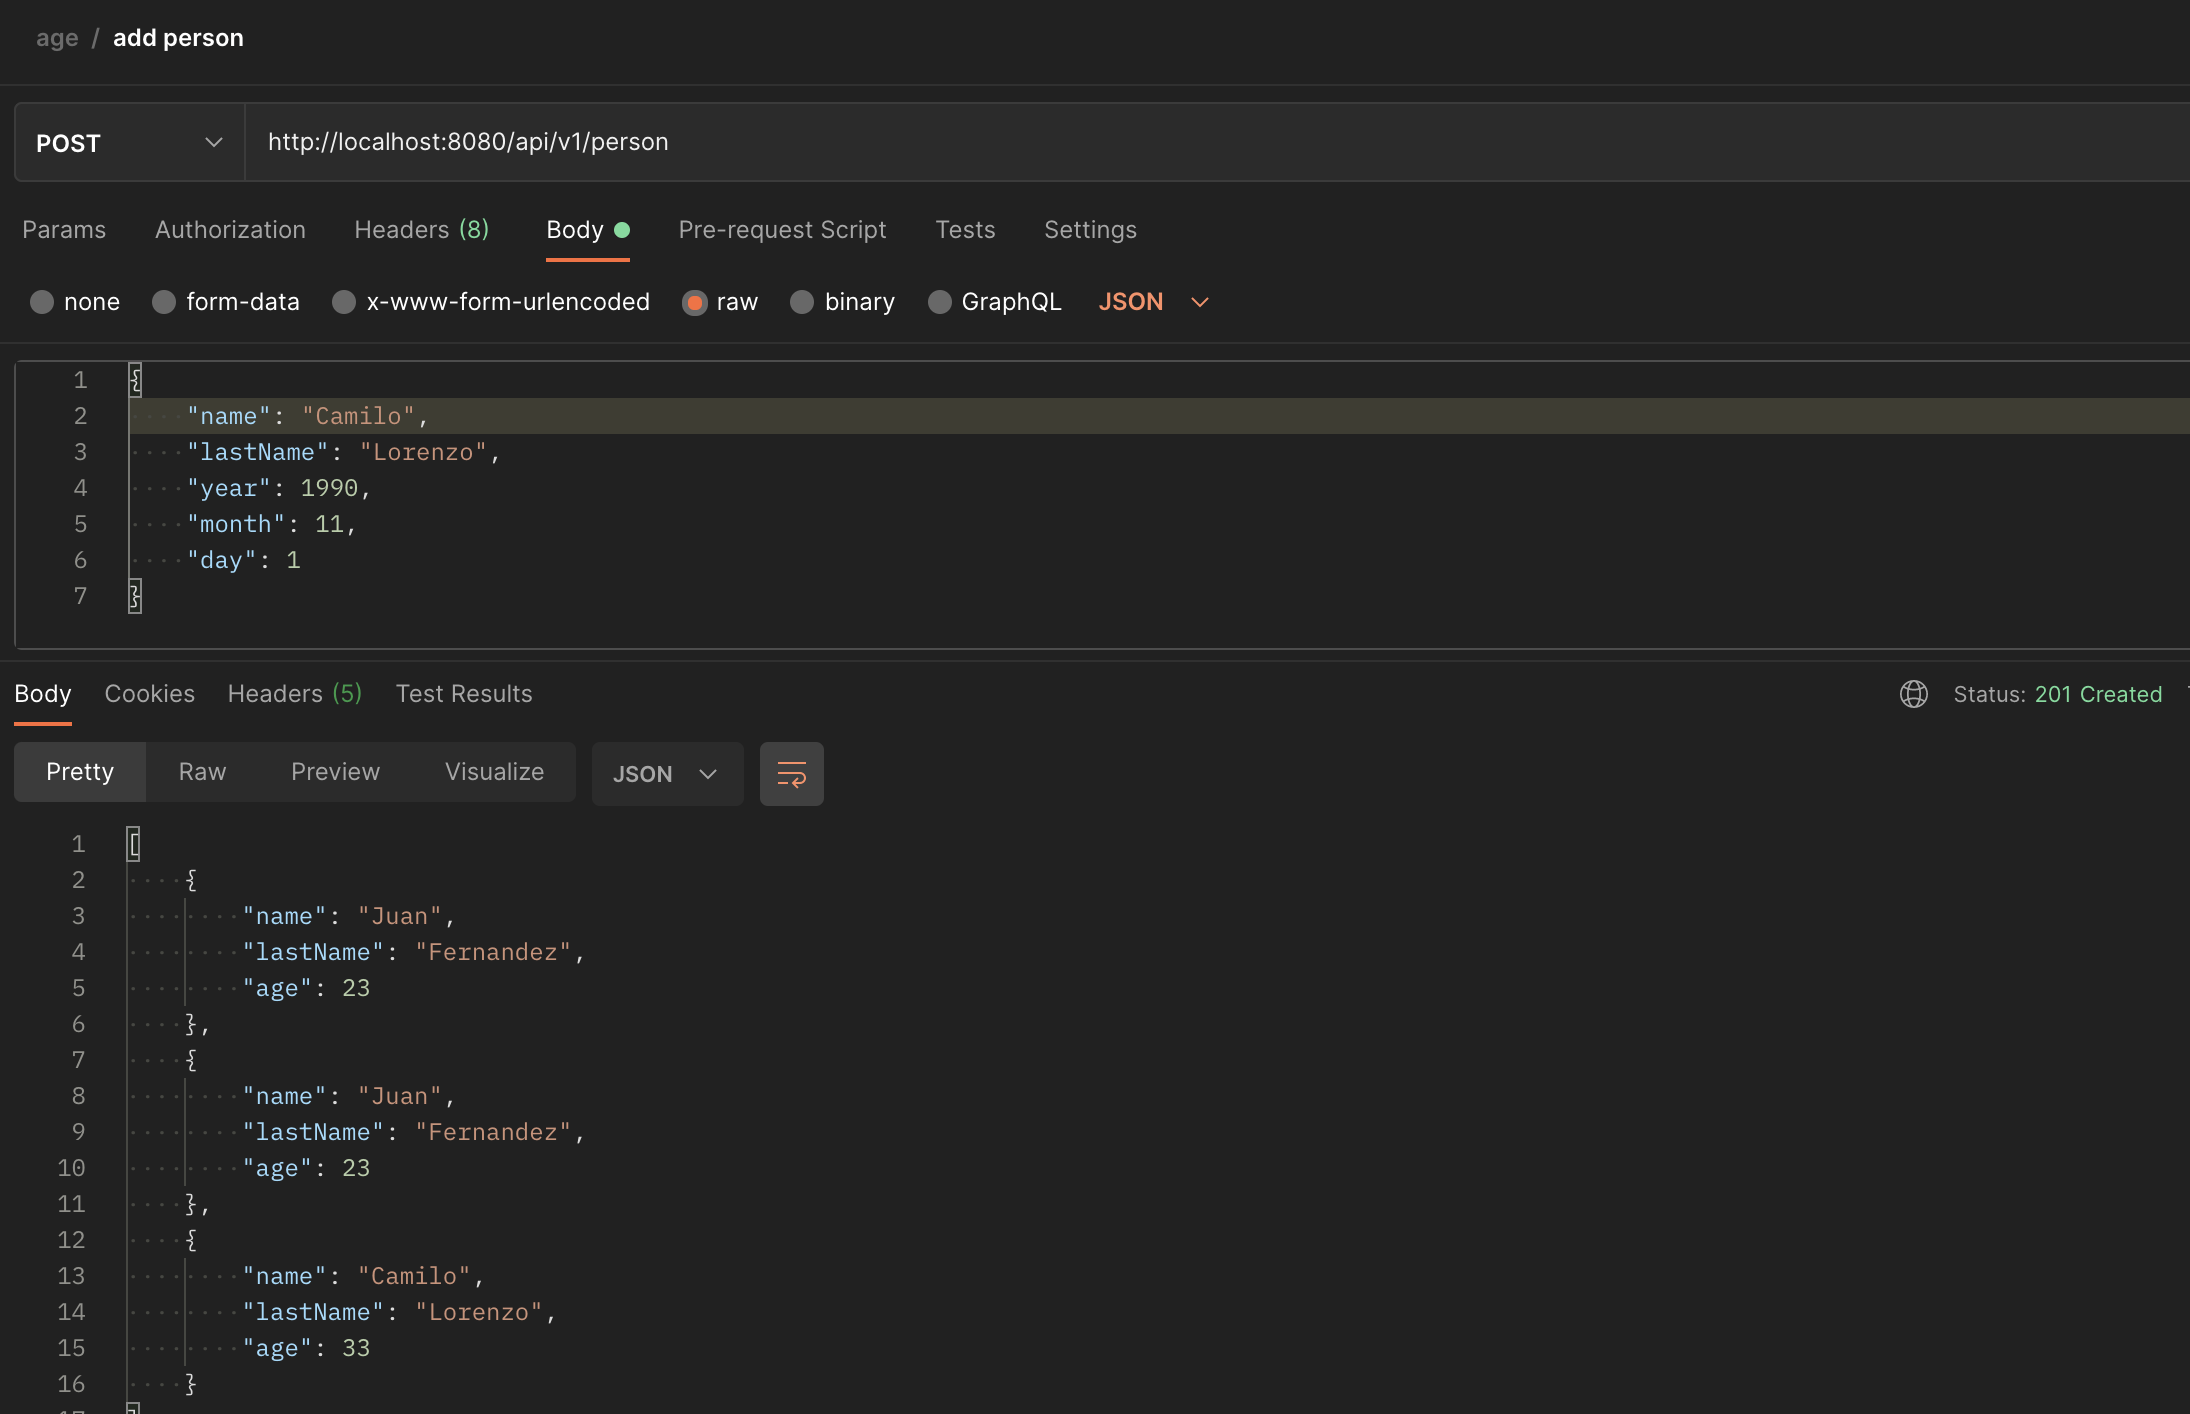 age / add person
POST http://localhost:8080/api/v1/person
Params Authorization Headers (8) Body Pre-request Script Tests Settings
none form-data x-www-form-urlencoded raw binary GraphQL JSON
1 {
2 "name": "Camilo",
3 "lastName": "Lorenzo",
4 "year": 1990,
5 "month": 11,
6 "day": 1
7 }
Body Cookies Headers (5) Test Results Status: 201 Created
Pretty Raw Preview Visualize JSON
1 [
2 {
3 "name": "Juan",
4 "lastName": "Fernandez",
5 "age": 23
6 },
7 {
8 "name": "Juan",
9 "lastName": "Fernandez",
10 "age": 23
11 },
12 {
13 "name": "Camilo",
14 "lastName": "Lorenzo",
15 "age": 33
16 }
17 ]